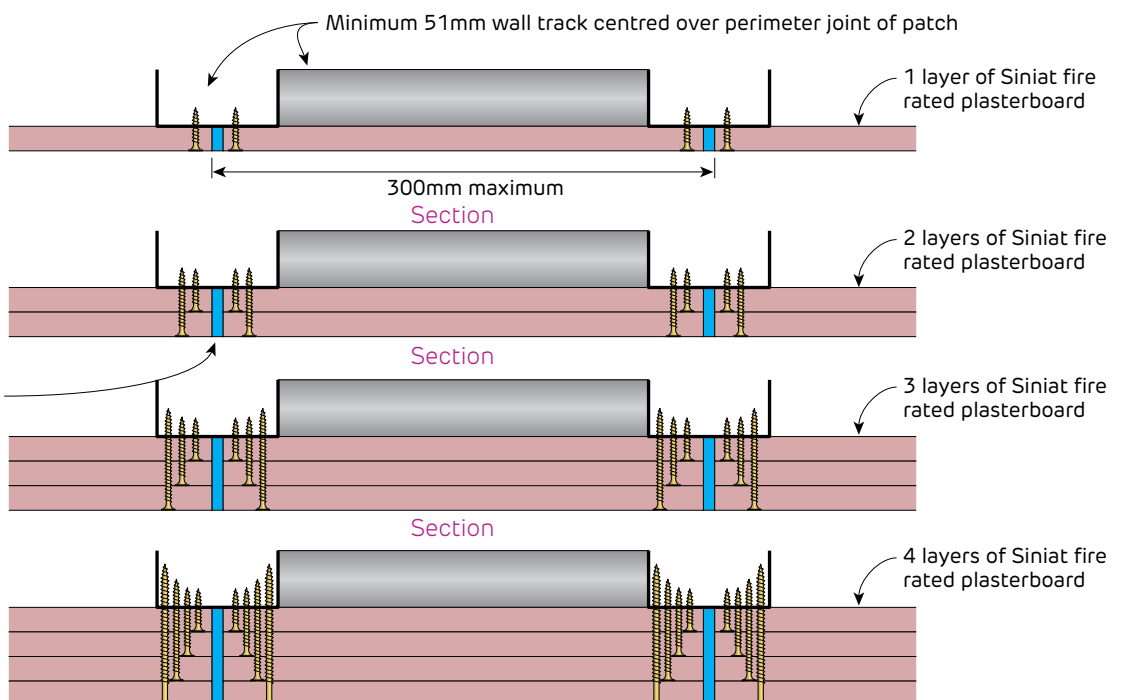 Minimum 51mm wall track centred over perimeter joint of patch
1 layer of Siniat fire
rated plasterboard
300mm maximum
Section
2 layers of Siniat fire
rated plasterboard
Section
3 layers of Siniat fire
rated plasterboard
Section
4 layers of Siniat fire
rated plasterboard